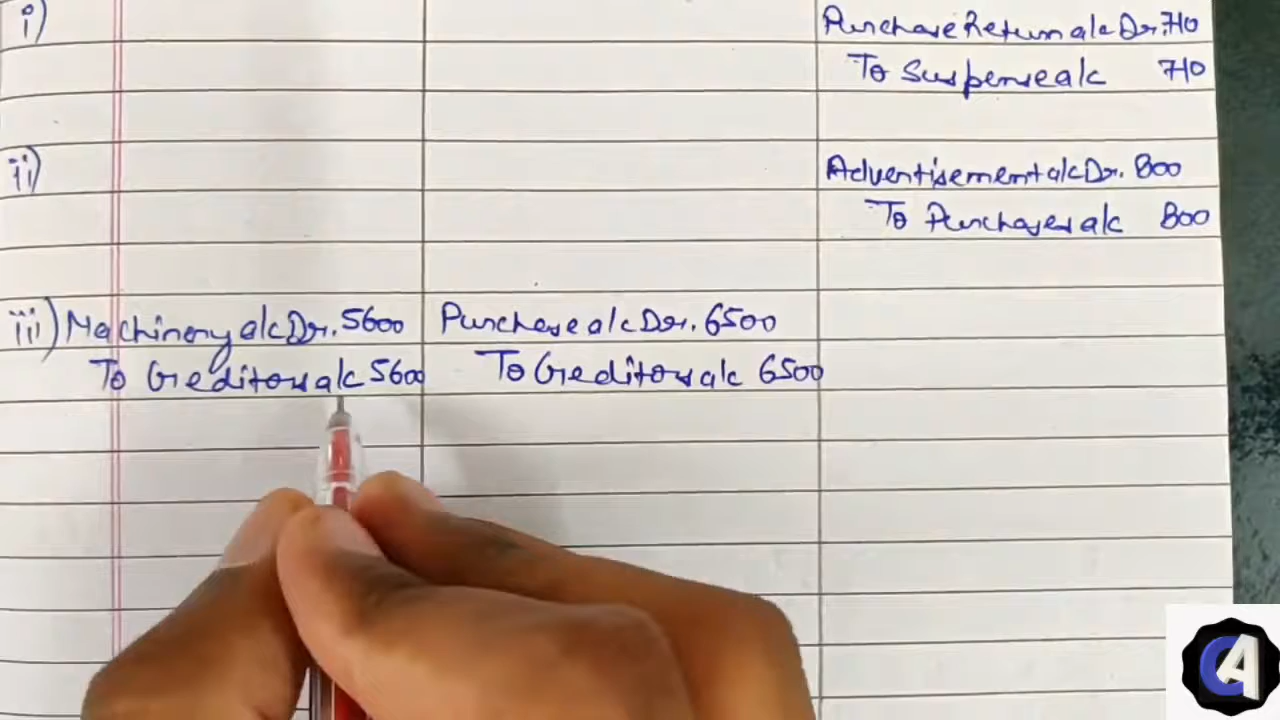 i)
Purchase Return a/c Dr. 710
To Suspense a/c 710
ii)
Advertisement a/c Dr. 800
To Purchases a/c 800
iii) Machinery a/c Dr. 5600
To Creditors a/c 5600
Purchase a/c Dr. 6500
To Creditors a/c 6500
CA